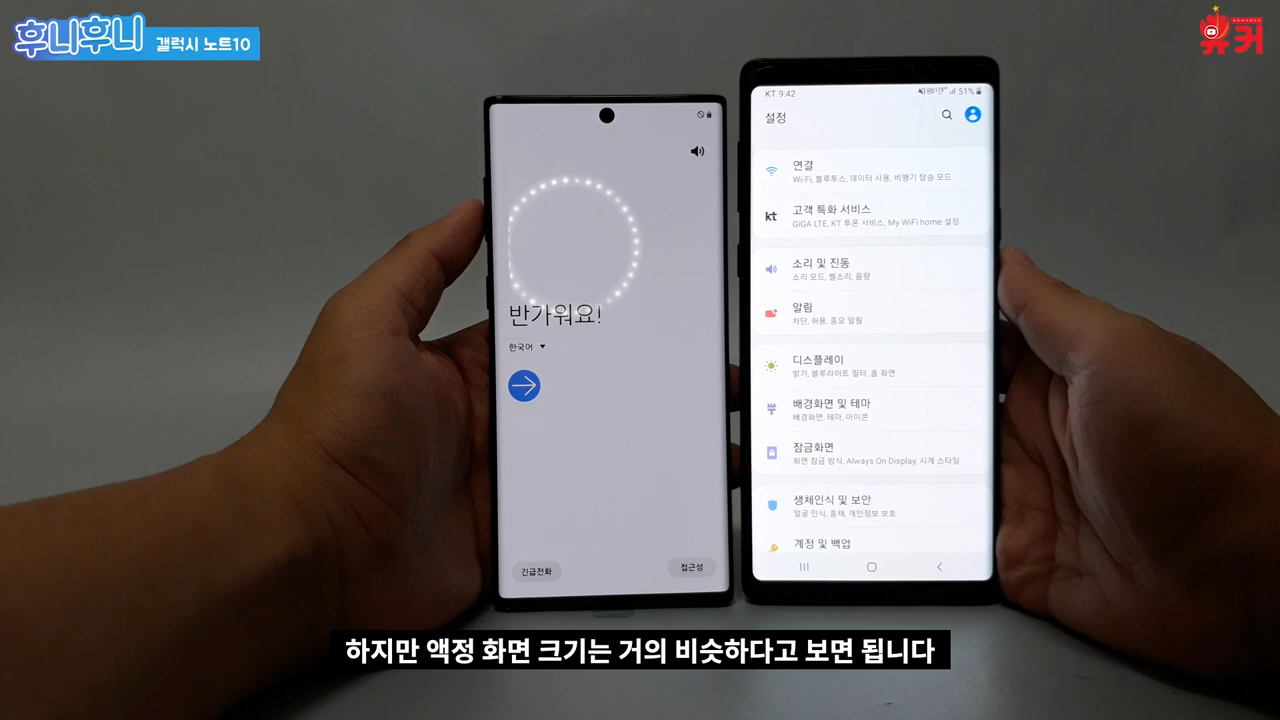 후니후니
갤럭시 노트10
유커
반가워요!
한국어
긴급전화
접근성
KT 9:42
51%
설정
연결
Wi-Fi, 블루투스, 데이터 사용, 비행기 탑승 모드
kt
고객 특화 서비스
GiGA LTE, KT 투폰 서비스, My WiFi home 설정
소리 및 진동
소리 모드, 벨소리, 음량
알림
차단, 허용, 중요 알림
디스플레이
밝기, 블루라이트 필터, 홈 화면
배경화면 및 테마
배경화면, 테마, 아이콘
잠금화면
화면 잠금 방식, Always On Display, 시계 스타일
생체인식 및 보안
얼굴 인식, 홍채, 개인정보 보호
계정 및 백업
하지만 액정 화면 크기는 거의 비슷하다고 보면 됩니다